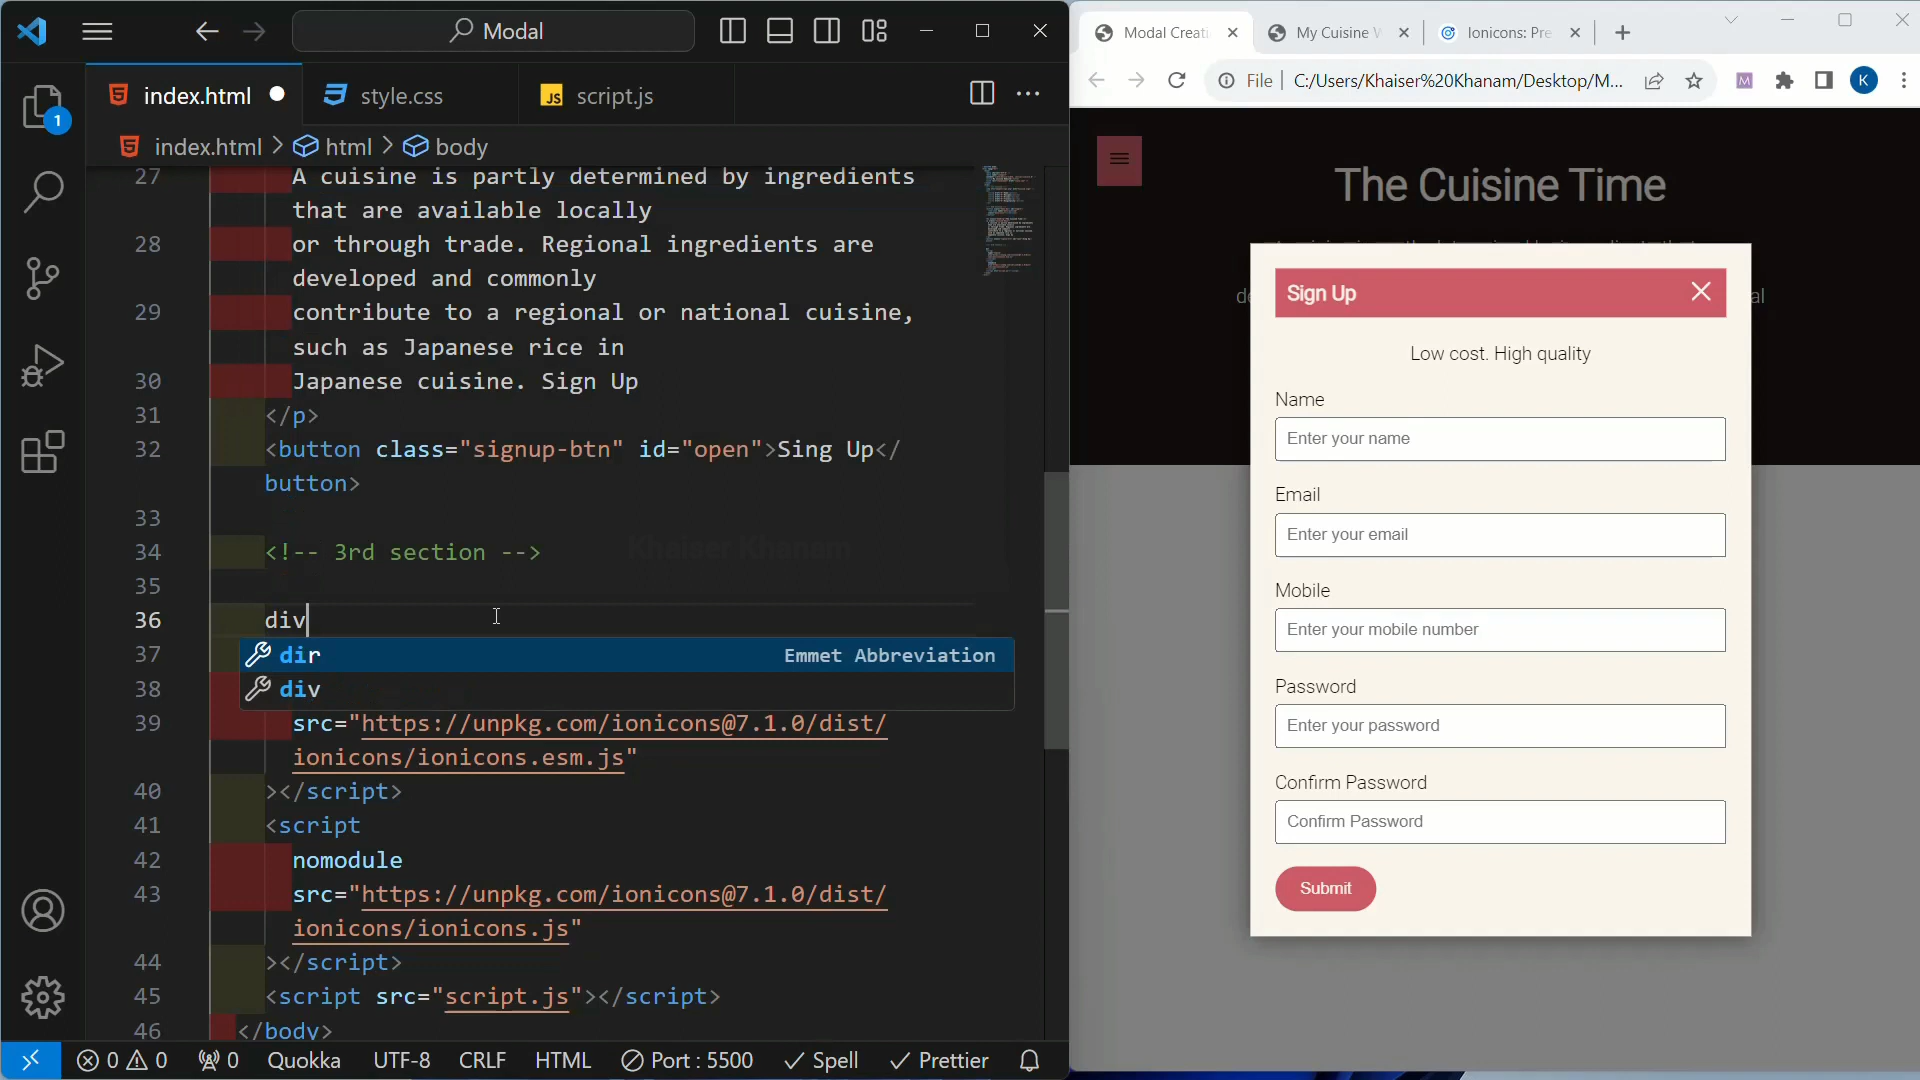 Modal
index.html
style.css
script.js
index.html > html > body
1
27 A cuisine is partly determined by ingredients
that are available locally
28 or through trade. Regional ingredients are
developed and commonly
29 contribute to a regional or national cuisine,
such as Japanese rice in
30 Japanese cuisine. Sign Up
31 </p>
32 <button class="signup-btn" id="open">Sing Up</
button>
33
34 <!-- 3rd section -->
Khaiser Khanam
35
36 div
37
dir Emmet Abbreviation
38
div
39 src="https://unpkg.com/ionicons@7.1.0/dist/
ionicons/ionicons.esm.js"
40 ></script>
41 <script
42 nomodule
43 src="https://unpkg.com/ionicons@7.1.0/dist/
ionicons/ionicons.js"
44 ></script>
45 <script src="script.js"></script>
46 </body>
0 0 0 Quokka UTF-8 CRLF HTML Port : 5500 Spell Prettier
Modal Creati
My Cuisine W
Ionicons: Pre
File C:/Users/Khaiser%20Khanam/Desktop/M...
M
K
The Cuisine Time
Sign Up
Low cost. High quality
Name
Enter your name
Email
Enter your email
Mobile
Enter your mobile number
Password
Enter your password
Confirm Password
Confirm Password
Submit